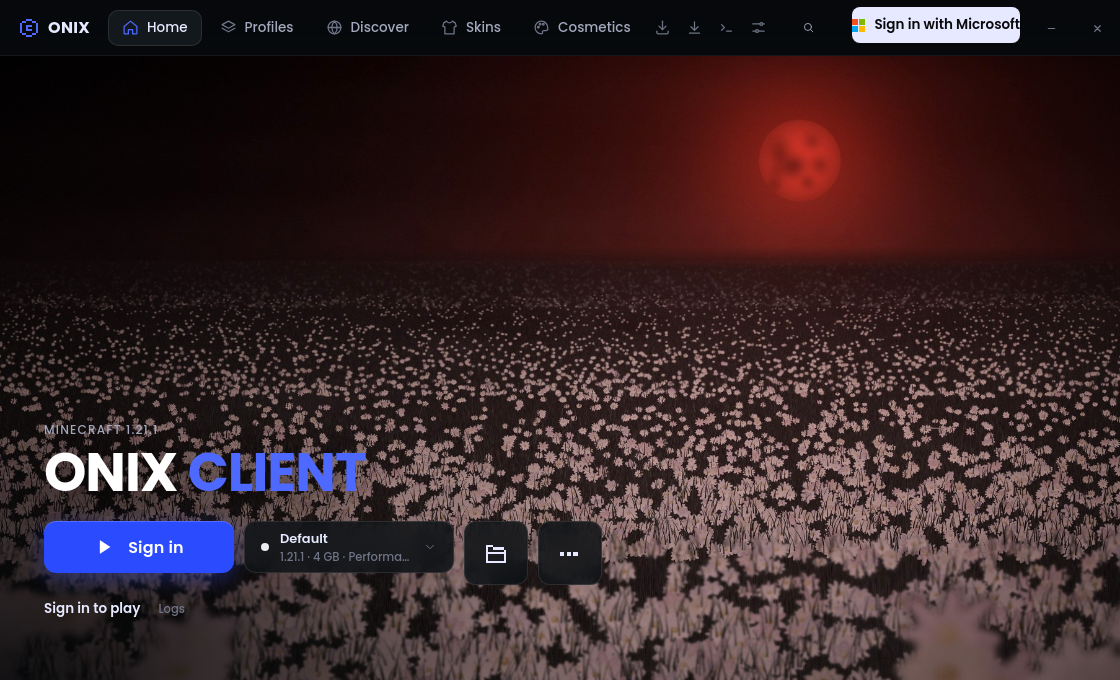 ONIX
Home
Profiles
Discover
Skins
Cosmetics
Sign in with Microsoft
MINECRAFT 1.21.1
ONIX CLIENT
Sign in
Default
1.21.1 · 4 GB · Performa...
Sign in to play
Logs